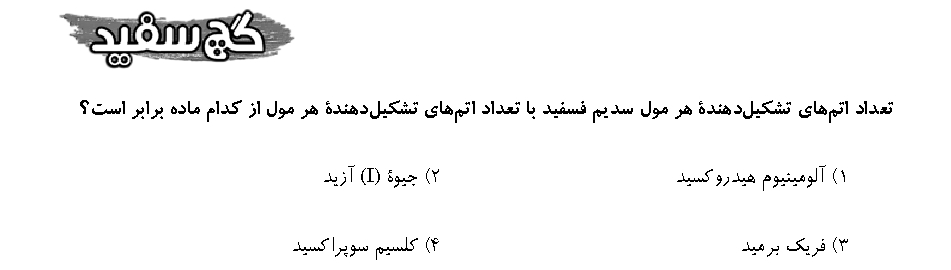 گچ سفید
تعداد اتم‌های تشکیل‌دهندهٔ هر مول سدیم فسفید با تعداد اتم‌های تشکیل‌دهندهٔ هر مول از کدام ماده برابر است؟
۱) آلومینیوم هیدروکسید ۲) جیوهٔ (I) آزید
۳) فریک برمید ۴) کلسیم سوپراکسید